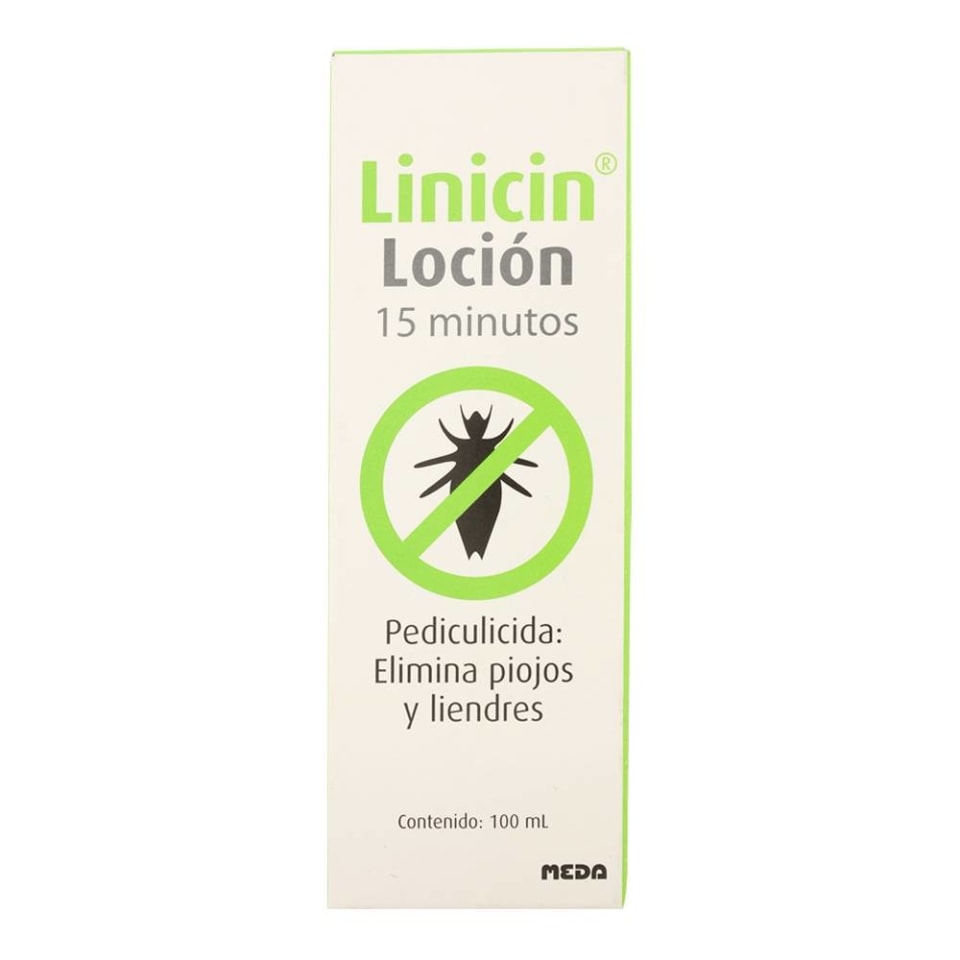 Linicin®
Loción
15 minutos
Pediculicida:
Elimina piojos
y liendres
Contenido: 100 mL
MEDA